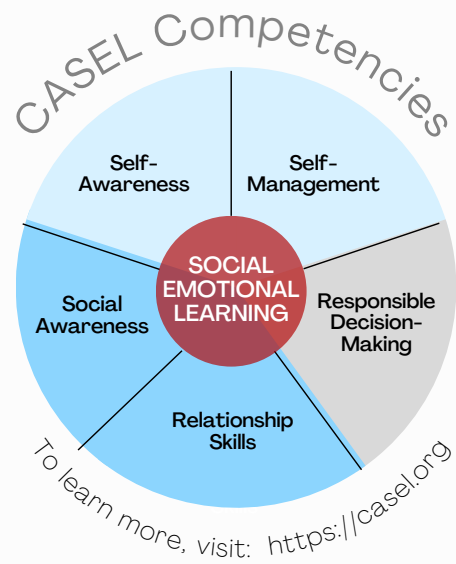 CASEL Competencies
Self-
Awareness
Self-
Management
SOCIAL
EMOTIONAL
LEARNING
Social
Awareness
Responsible
Decision-
Making
Relationship
Skills
To learn more, visit: https://casel.org